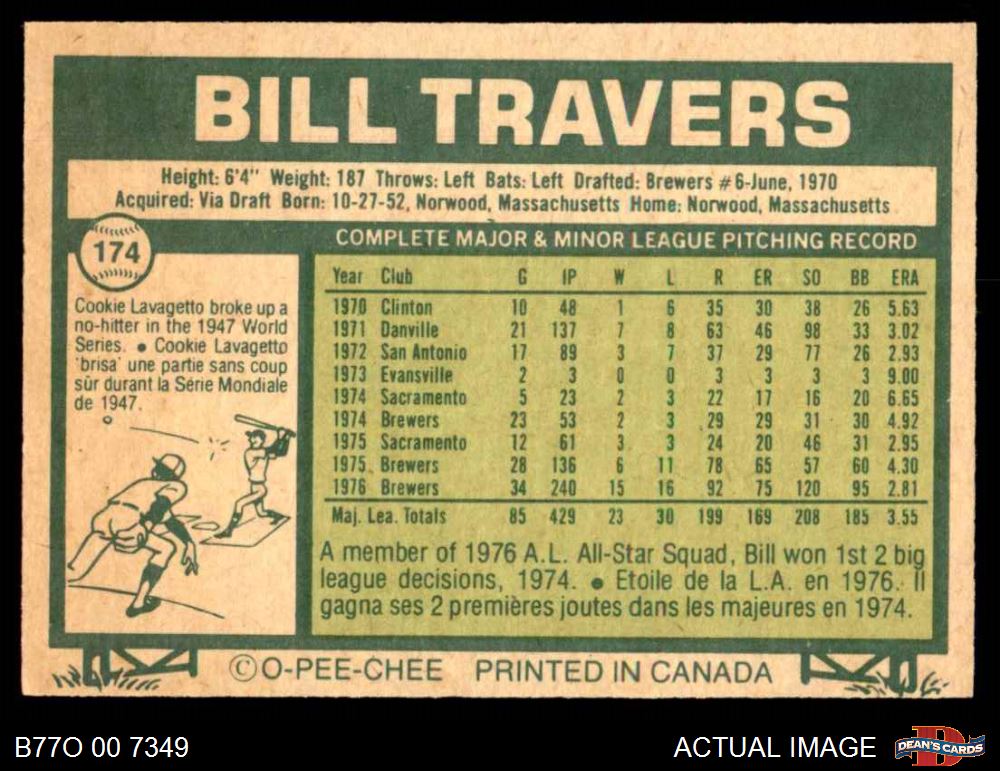 BILL TRAVERS
Height: 6'4" Weight: 187 Throws: Left Bats: Left Drafted: Brewers #6-June, 1970
Acquired: Via Draft Born: 10-27-52, Norwood, Massachusetts Home: Norwood, Massachusetts
174
Cookie Lavagetto broke up a
no-hitter in the 1947 World
Series. ● Cookie Lavagetto
'brisa' une partie sans coup
sûr durant la Série Mondiale
de 1947.
COMPLETE MAJOR & MINOR LEAGUE PITCHING RECORD
Year Club G IP W L R ER SO BB ERA
1970 Clinton 10 48 1 6 35 30 38 26 5.63
1971 Danville 21 137 7 8 63 46 98 33 3.02
1972 San Antonio 17 89 3 7 37 29 77 26 2.93
1973 Evansville 2 3 0 0 3 3 3 3 9.00
1974 Sacramento 5 23 2 3 22 17 16 20 6.65
1974 Brewers 23 53 2 3 29 29 31 30 4.92
1975 Sacramento 12 61 3 3 24 20 46 31 2.95
1975 Brewers 28 136 6 11 78 65 57 60 4.30
1976 Brewers 34 240 15 16 92 75 120 95 2.81
Maj. Lea. Totals 85 429 23 30 199 169 208 185 3.55
A member of 1976 A.L. All-Star Squad, Bill won 1st 2 big
league decisions, 1974. ● Etoile de la L.A. en 1976. Il
gagna ses 2 premières joutes dans les majeures en 1974.
© O-PEE-CHEE PRINTED IN CANADA
B77O 00 7349
ACTUAL IMAGE
DEAN'S CARDS